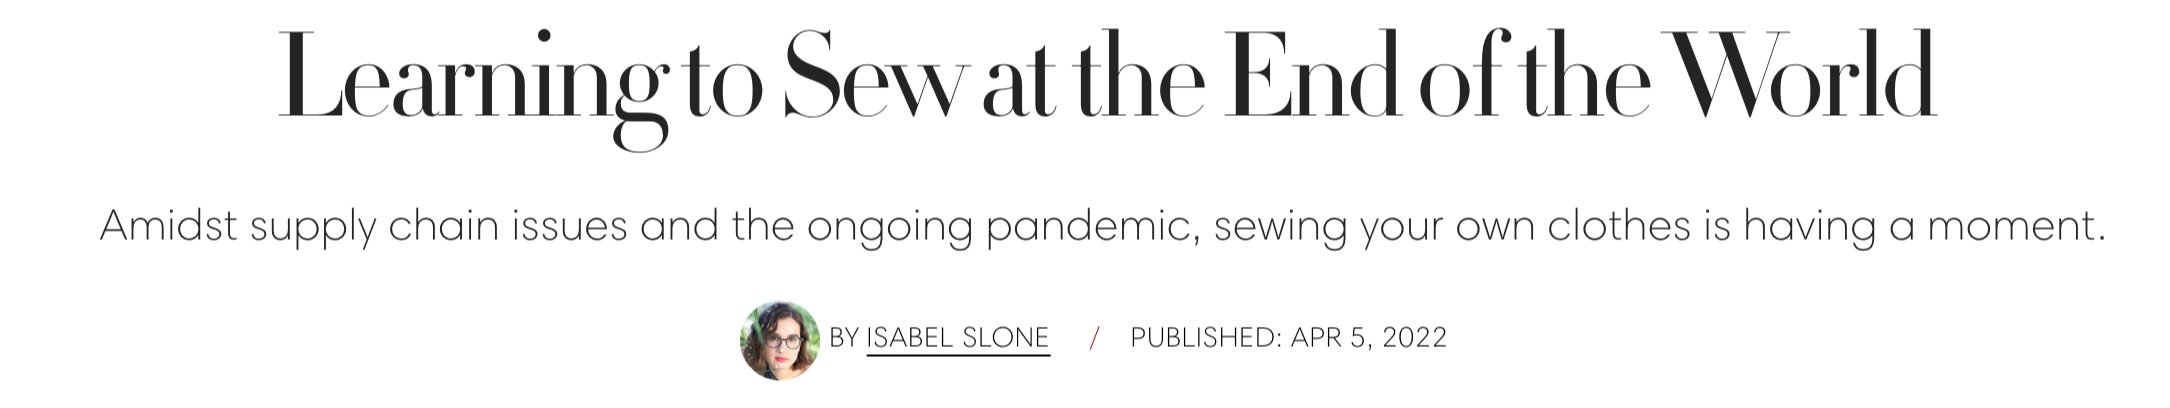 Learning to Sew at the End of the World
Amidst supply chain issues and the ongoing pandemic, sewing your own clothes is having a moment.
BY ISABEL SLONE / PUBLISHED: APR 5, 2022